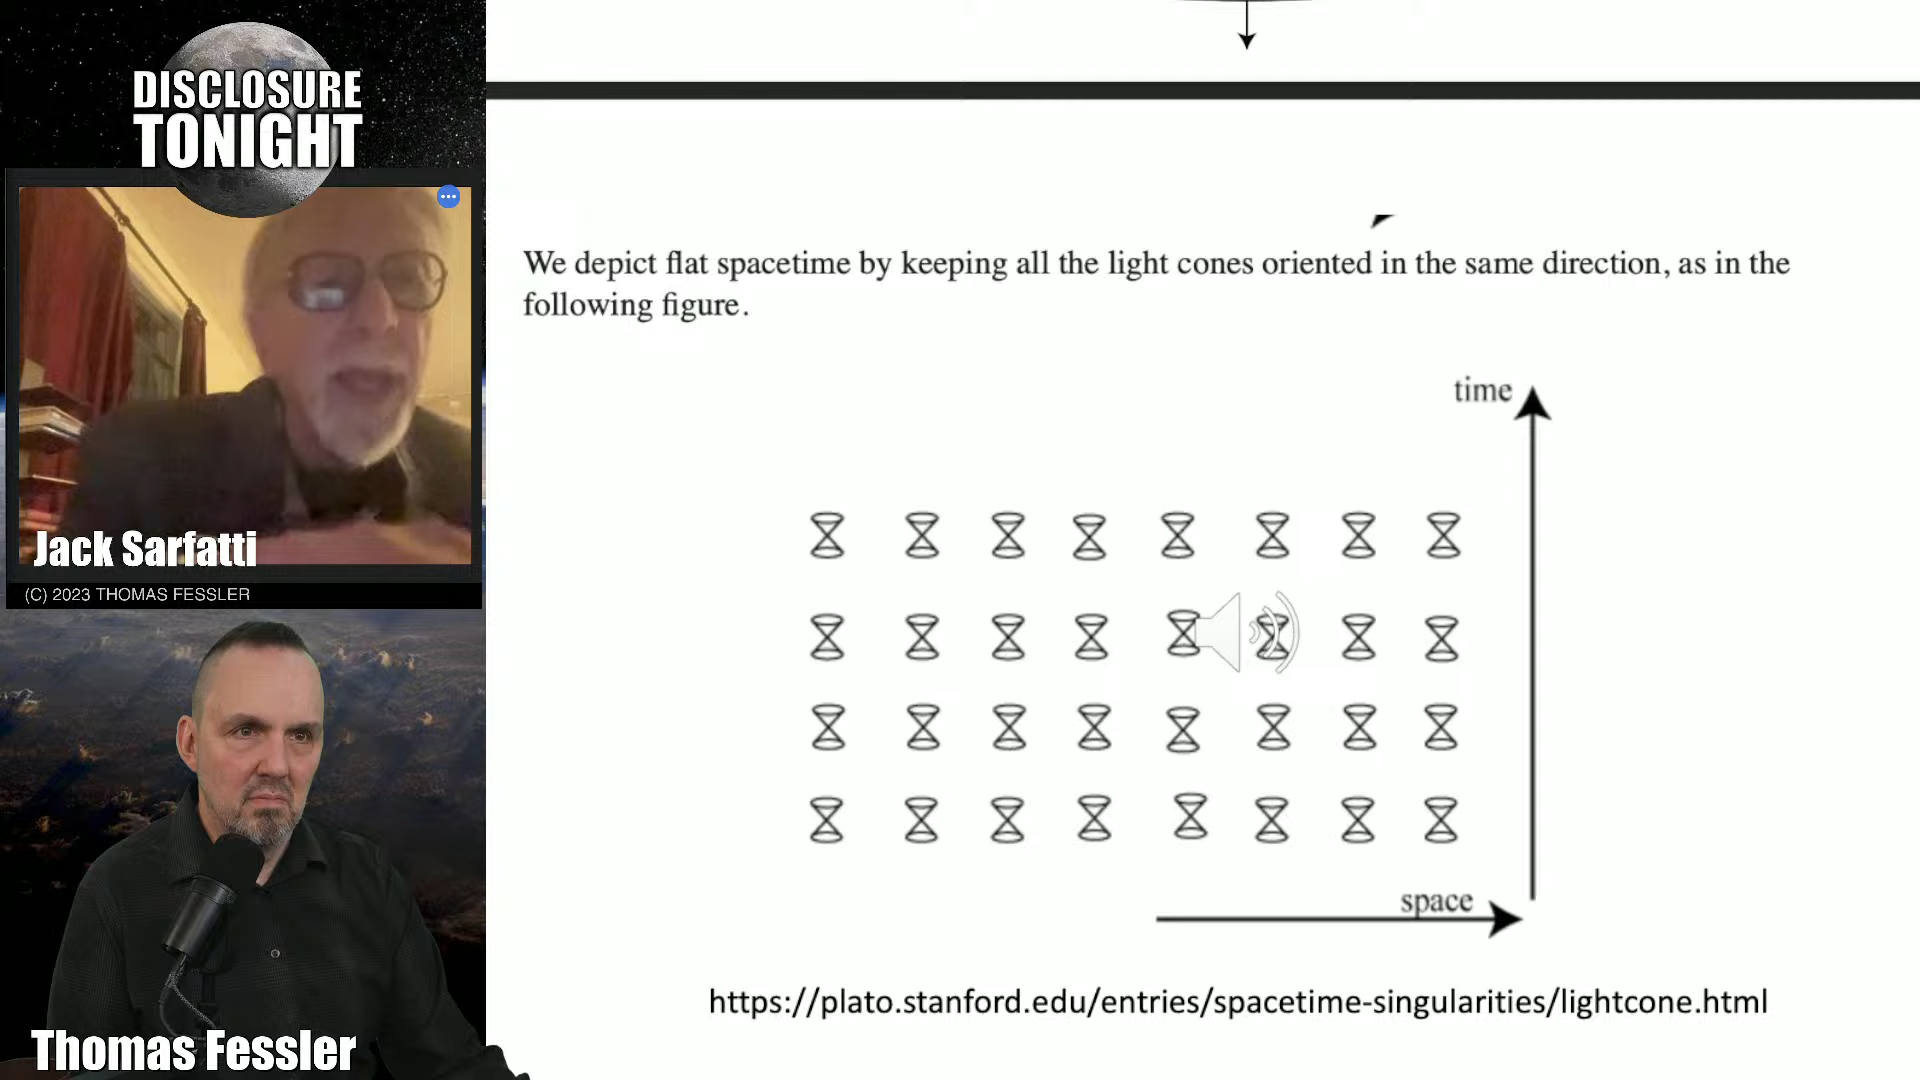 DISCLOSURE
TONIGHT
Jack Sarfatti
(C) 2023 THOMAS FESSLER
Thomas Fessler
We depict flat spacetime by keeping all the light cones oriented in the same direction, as in the
following figure.
time
space
https://plato.stanford.edu/entries/spacetime-singularities/lightcone.html